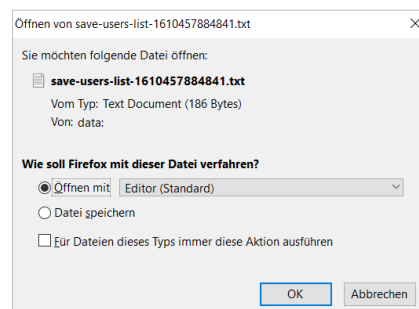 Öffnen von save-users-list-1610457884841.txt
Sie möchten folgende Datei öffnen:
save-users-list-1610457884841.txt
Vom Typ: Text Document (186 Bytes)
Von: data:
Wie soll Firefox mit dieser Datei verfahren?
Öffnen mit Editor (Standard)
Datei speichern
Für Dateien dieses Typs immer diese Aktion ausführen
OK Abbrechen